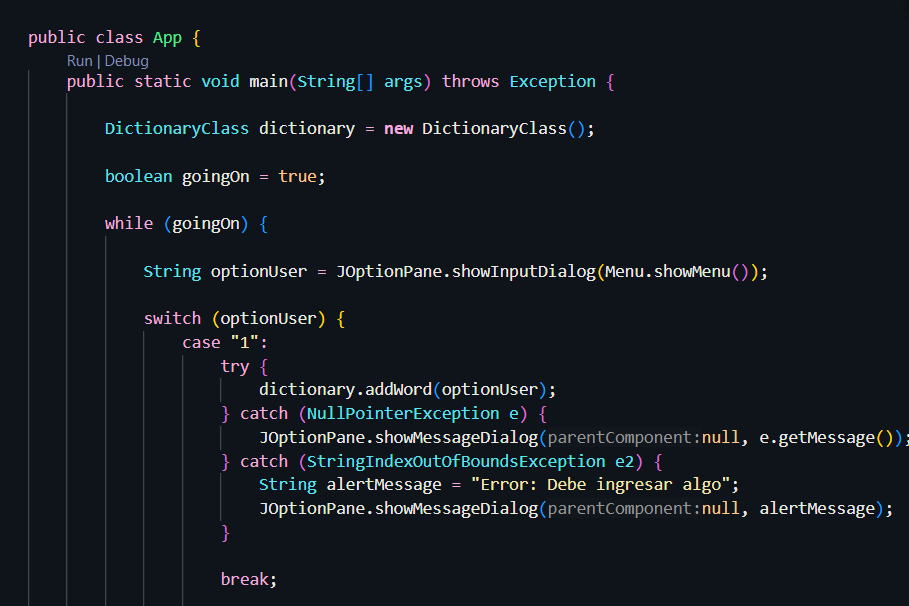 public class App {
Run | Debug
public static void main(String[] args) throws Exception {
DictionaryClass dictionary = new DictionaryClass();
boolean goingOn = true;
while (goingOn) {
String optionUser = JOptionPane.showInputDialog(Menu.showMenu());
switch (optionUser) {
case "1":
try {
dictionary.addWord(optionUser);
} catch (NullPointerException e) {
JOptionPane.showMessageDialog(parentComponent:null, e.getMessage());
} catch (StringIndexOutOfBoundsException e2) {
String alertMessage = "Error: Debe ingresar algo";
JOptionPane.showMessageDialog(parentComponent:null, alertMessage);
}
break;